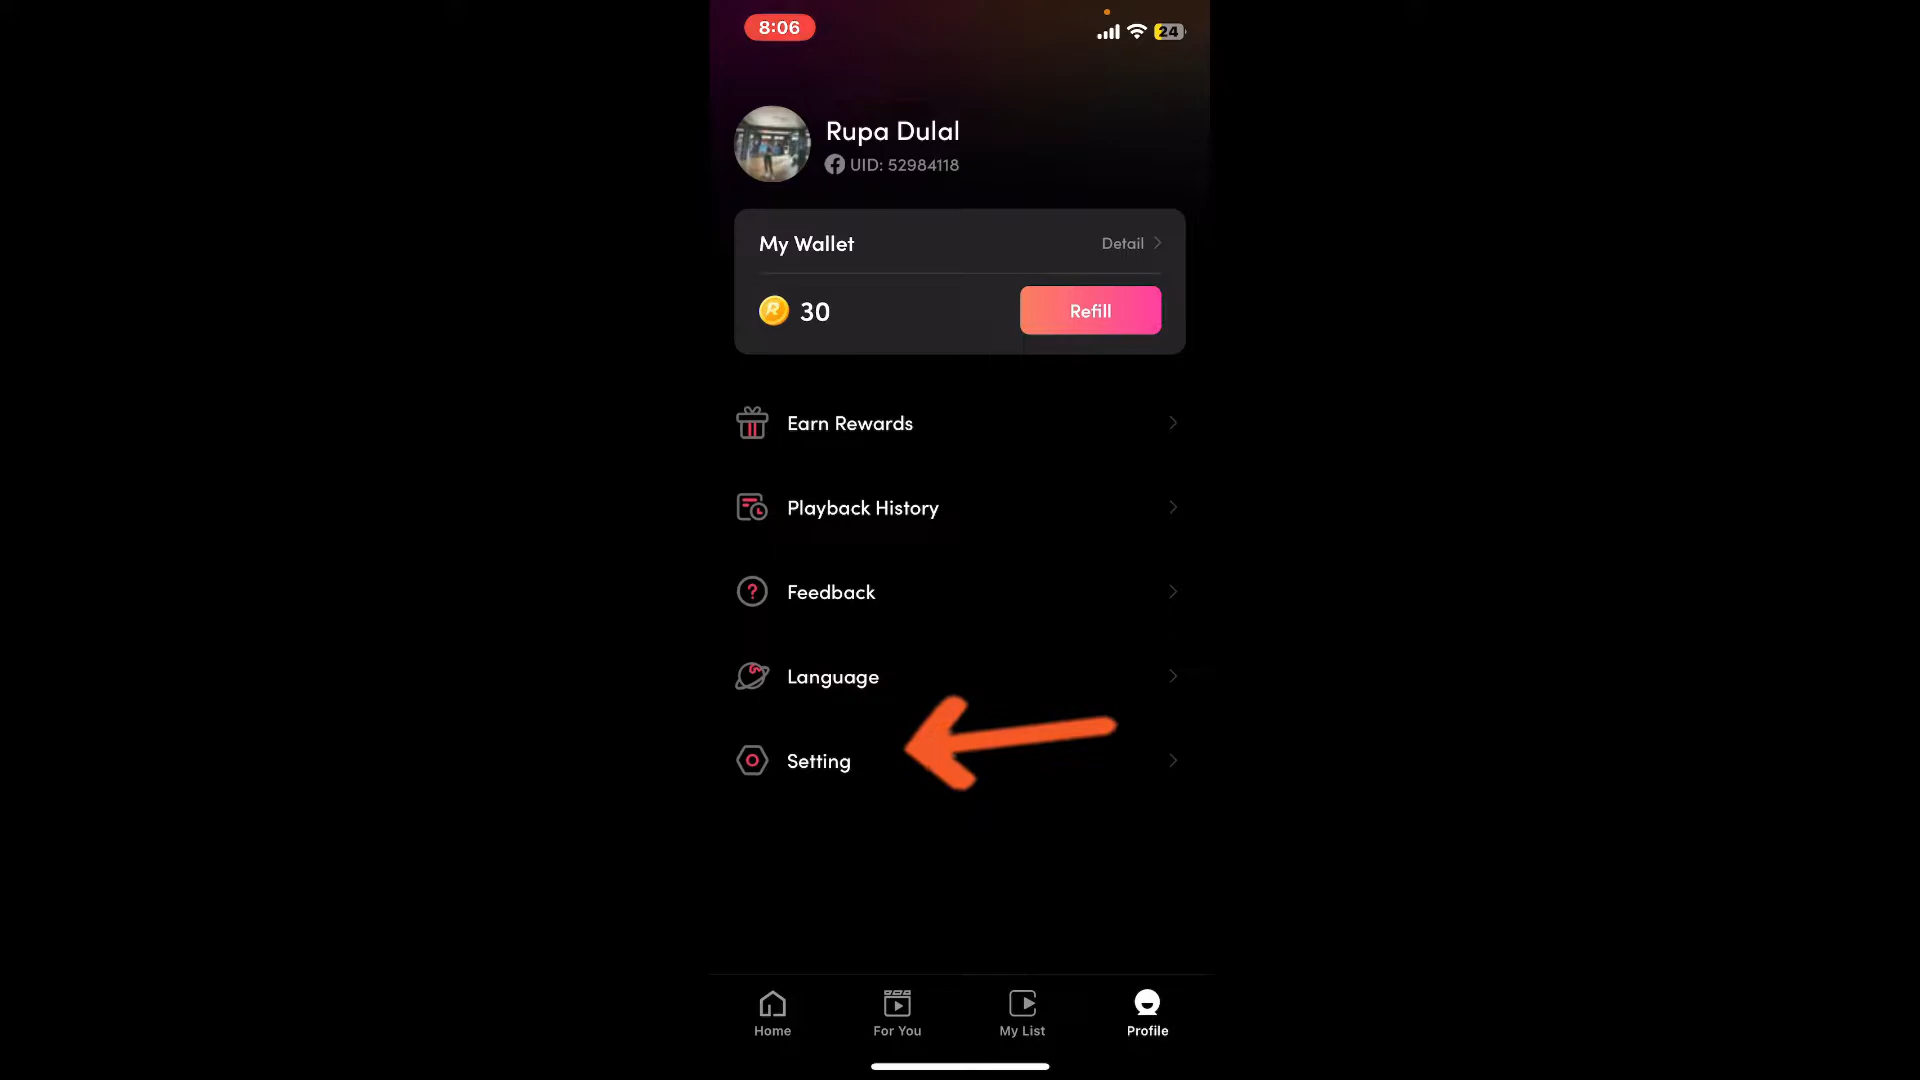 8:06
24
Rupa Dulal
UID: 52984118
My Wallet
Detail
R 30
Refill
Earn Rewards
Playback History
Feedback
Language
Setting
Home
For You
My List
Profile